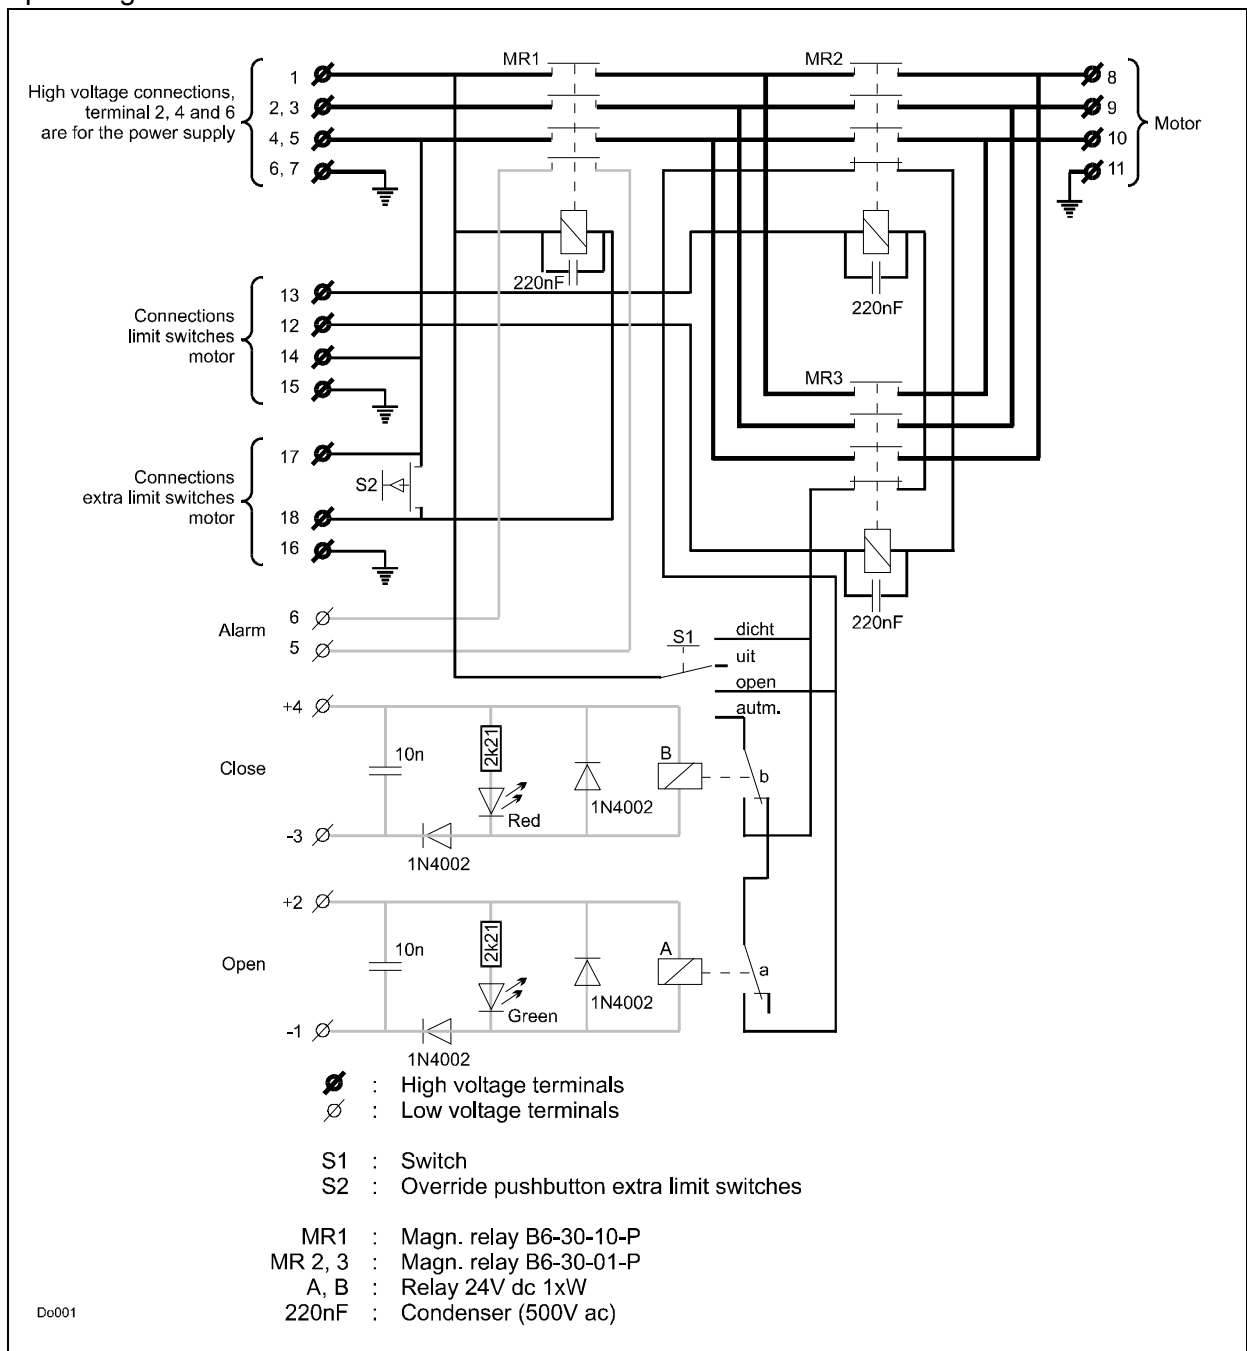 MR1
MR2
High voltage connections,
terminal 2, 4 and 6
are for the power supply
1
2, 3
4, 5
6, 7
8
9
10
11
Motor
220nF
220nF
Connections
limit switches
motor
13
12
14
15
MR3
220nF
Connections
extra limit switches
motor
17
S2
18
16
Alarm
6
5
S1
dicht
uit
open
autm.
Close
+4
-3
10n
2k21
Red
1N4002
1N4002
B
b
Open
+2
-1
10n
2k21
Green
1N4002
1N4002
A
a
: High voltage terminals
: Low voltage terminals
S1 : Switch
S2 : Override pushbutton extra limit switches
MR1 : Magn. relay B6-30-10-P
MR 2, 3 : Magn. relay B6-30-01-P
A, B : Relay 24V dc 1xW
220nF : Condenser (500V ac)
Do001